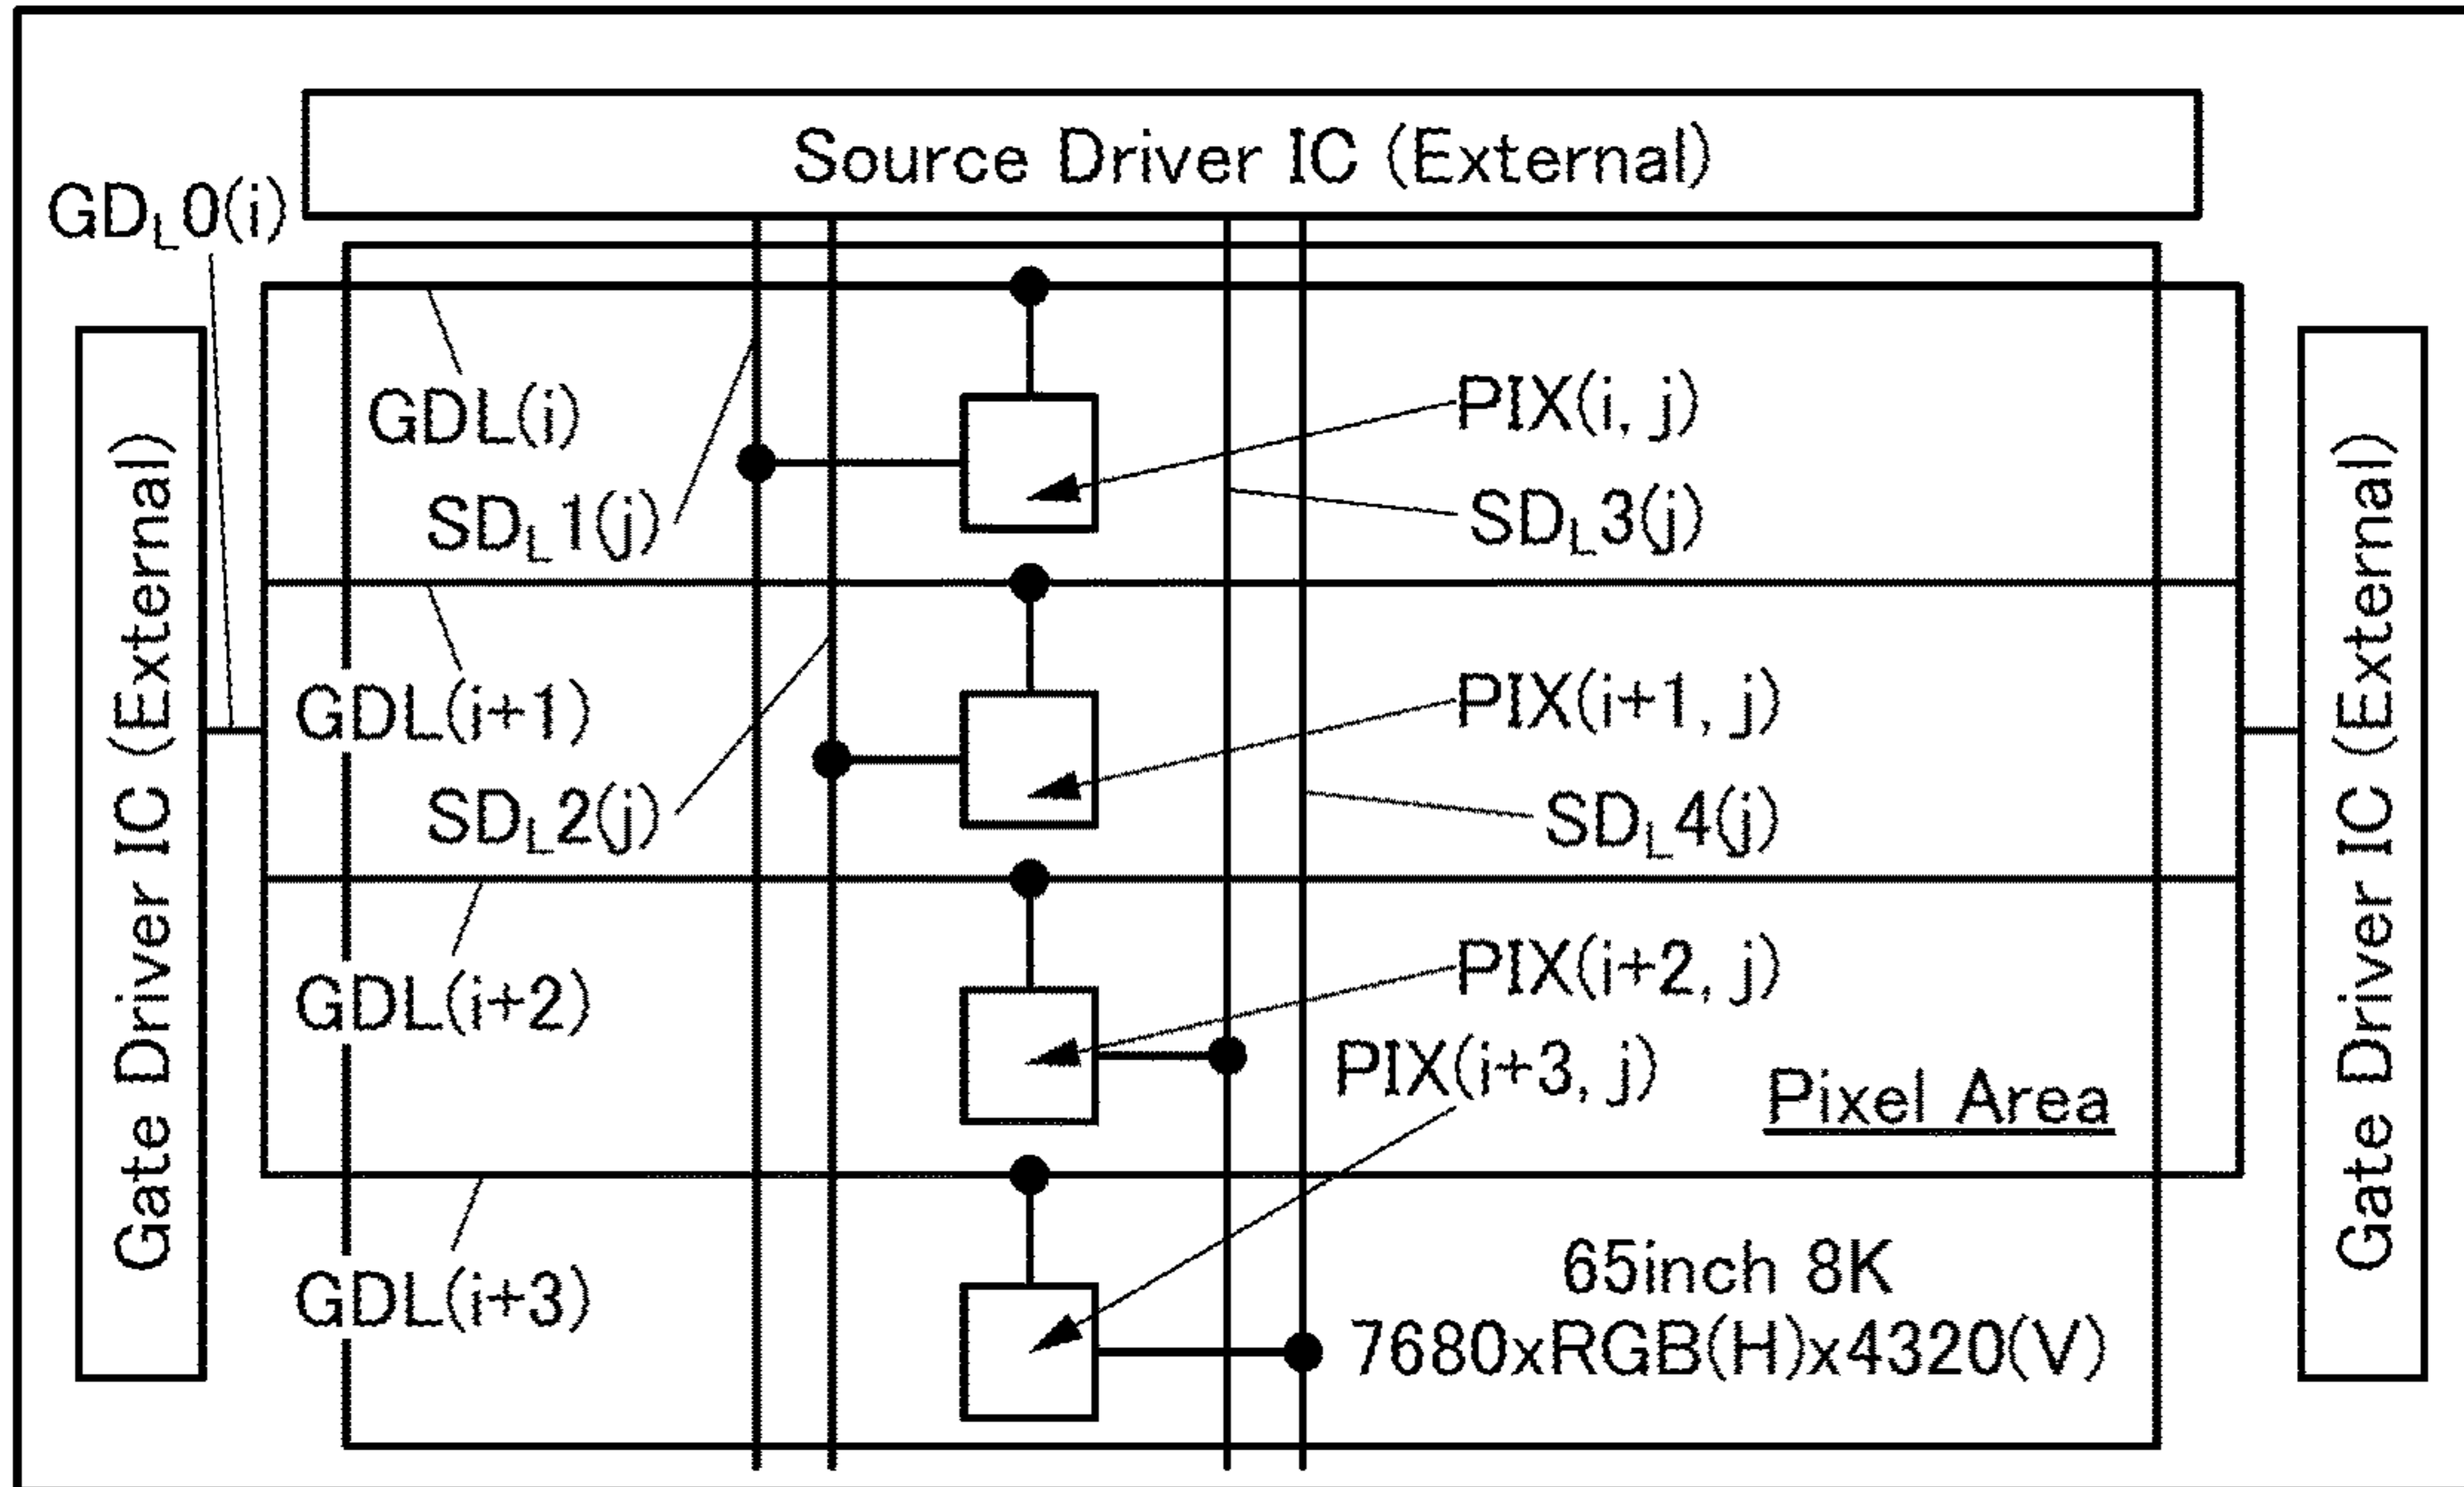 Source Driver IC (External)
GDL0(i)
GDL(i)
PIX(i, j)
SDL1(j)
SDL3(j)
Gate Driver IC (External)
Gate Driver IC (External)
GDL(i+1)
PIX(i+1, j)
SDL2(j)
SDL4(j)
GDL(i+2)
PIX(i+2, j)
PIX(i+3, j)
Pixel Area
GDL(i+3)
65inch 8K
7680xRGB(H)x4320(V)